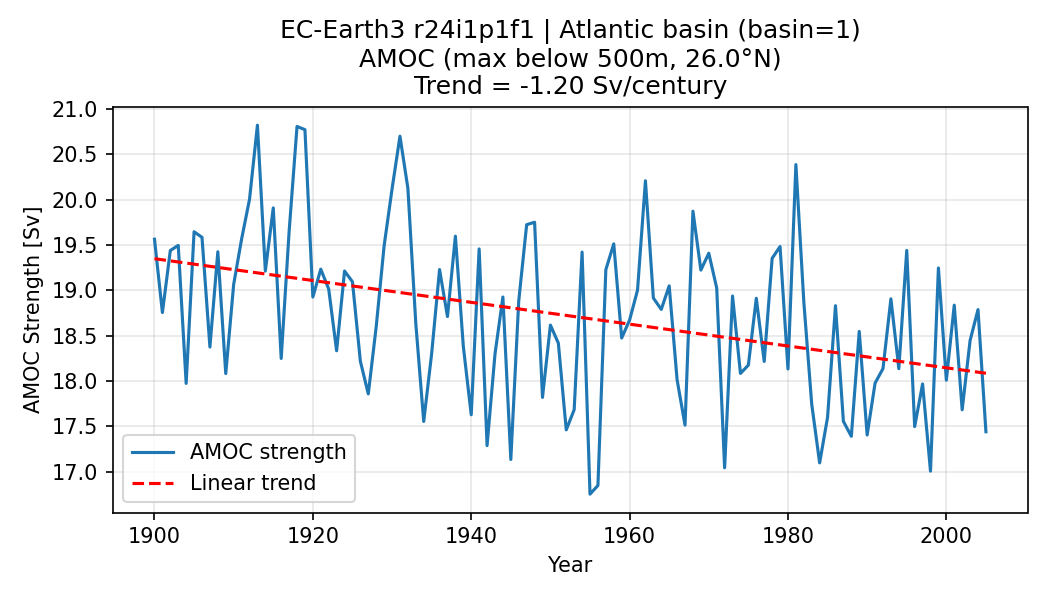 EC-Earth3 r24i1p1f1 | Atlantic basin (basin=1)
AMOC (max below 500m, 26.0°N)
Trend = -1.20 Sv/century
21.0
20.5
20.0
19.5
19.0
18.5
18.0
17.5
17.0
AMOC Strength [Sv]
AMOC strength
Linear trend
1900 1920 1940 1960 1980 2000
Year